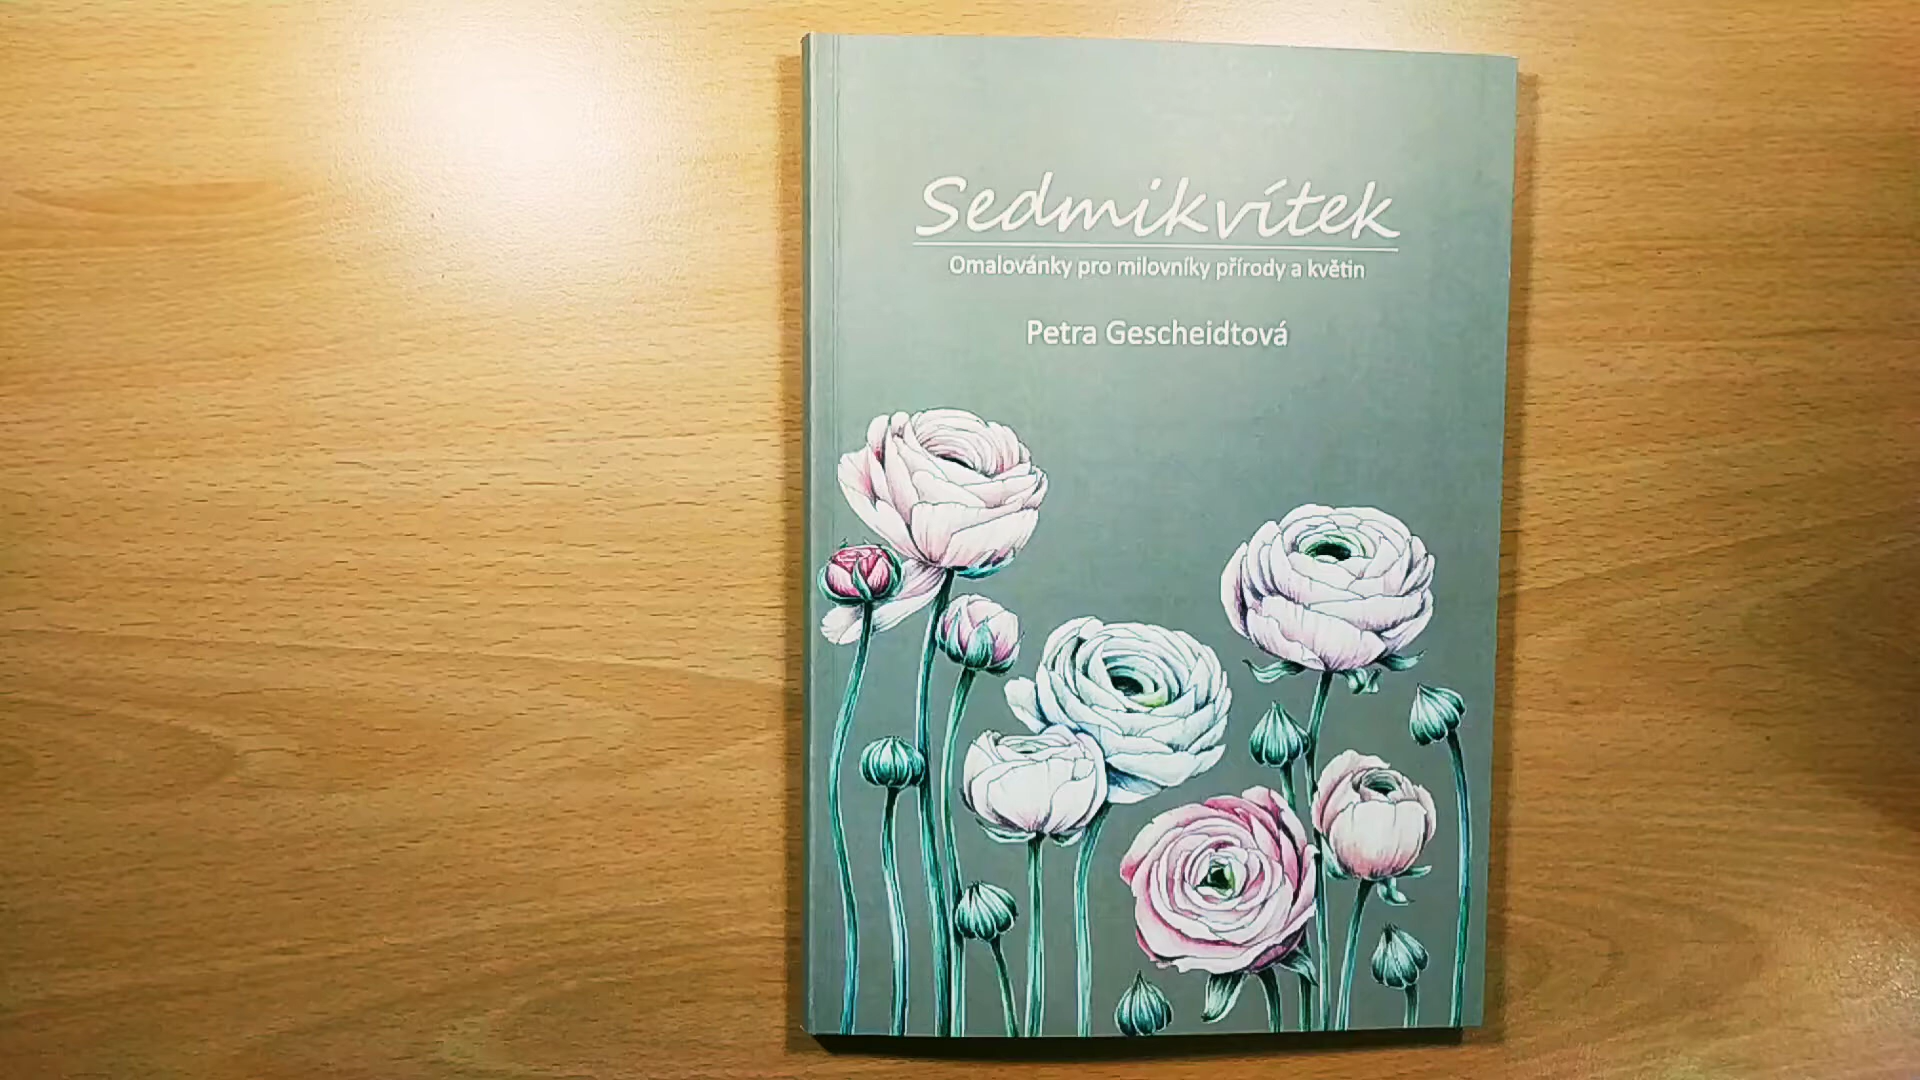 Sedmikvítek
Omalovánky pro milovníky přírody a květin
Petra Gescheidtová